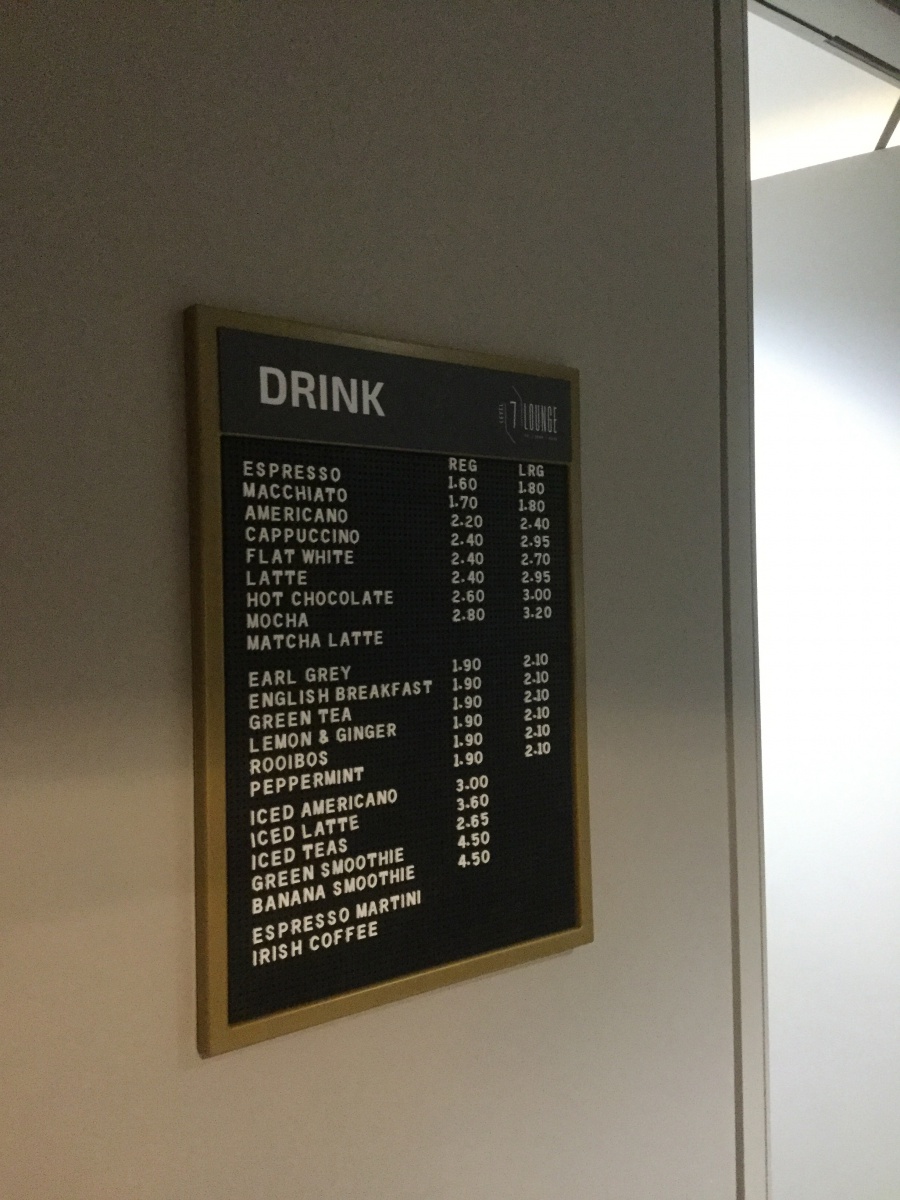 DRINK
LEVEL 7 LOUNGE
REG LRG
ESPRESSO 1.60 1.80
MACCHIATO 1.70 1.80
AMERICANO 2.20 2.40
CAPPUCCINO 2.40 2.95
FLAT WHITE 2.40 2.70
LATTE 2.40 2.95
HOT CHOCOLATE 2.60 3.00
MOCHA 2.80 3.20
MATCHA LATTE
EARL GREY 1.90 2.10
ENGLISH BREAKFAST 1.90 2.10
GREEN TEA 1.90 2.10
LEMON & GINGER 1.90 2.10
ROOIBOS 1.90 2.10
PEPPERMINT 1.90 2.10
ICED AMERICANO 3.00
ICED LATTE 3.60
ICED TEAS 2.65
GREEN SMOOTHIE 4.50
BANANA SMOOTHIE 4.50
ESPRESSO MARTINI
IRISH COFFEE